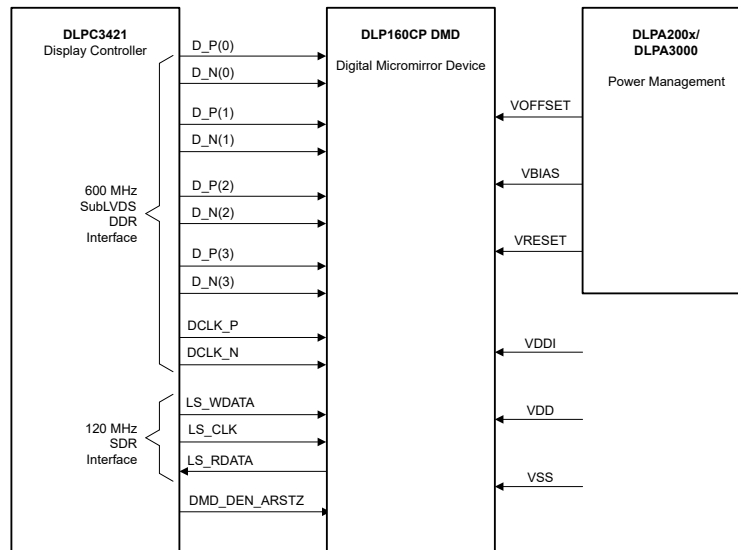 DLPC3421
Display Controller
600 MHz
SubLVDS
DDR
Interface
120 MHz
SDR
Interface
D_P(0)
D_N(0)
D_P(1)
D_N(1)
D_P(2)
D_N(2)
D_P(3)
D_N(3)
DCLK_P
DCLK_N
LS_WDATA
LS_CLK
LS_RDATA
DMD_DEN_ARSTZ
DLP160CP DMD
Digital Micromirror Device
VOFFSET
VBIAS
VRESET
VDDI
VDD
VSS
DLPA200x/
DLPA3000
Power Management